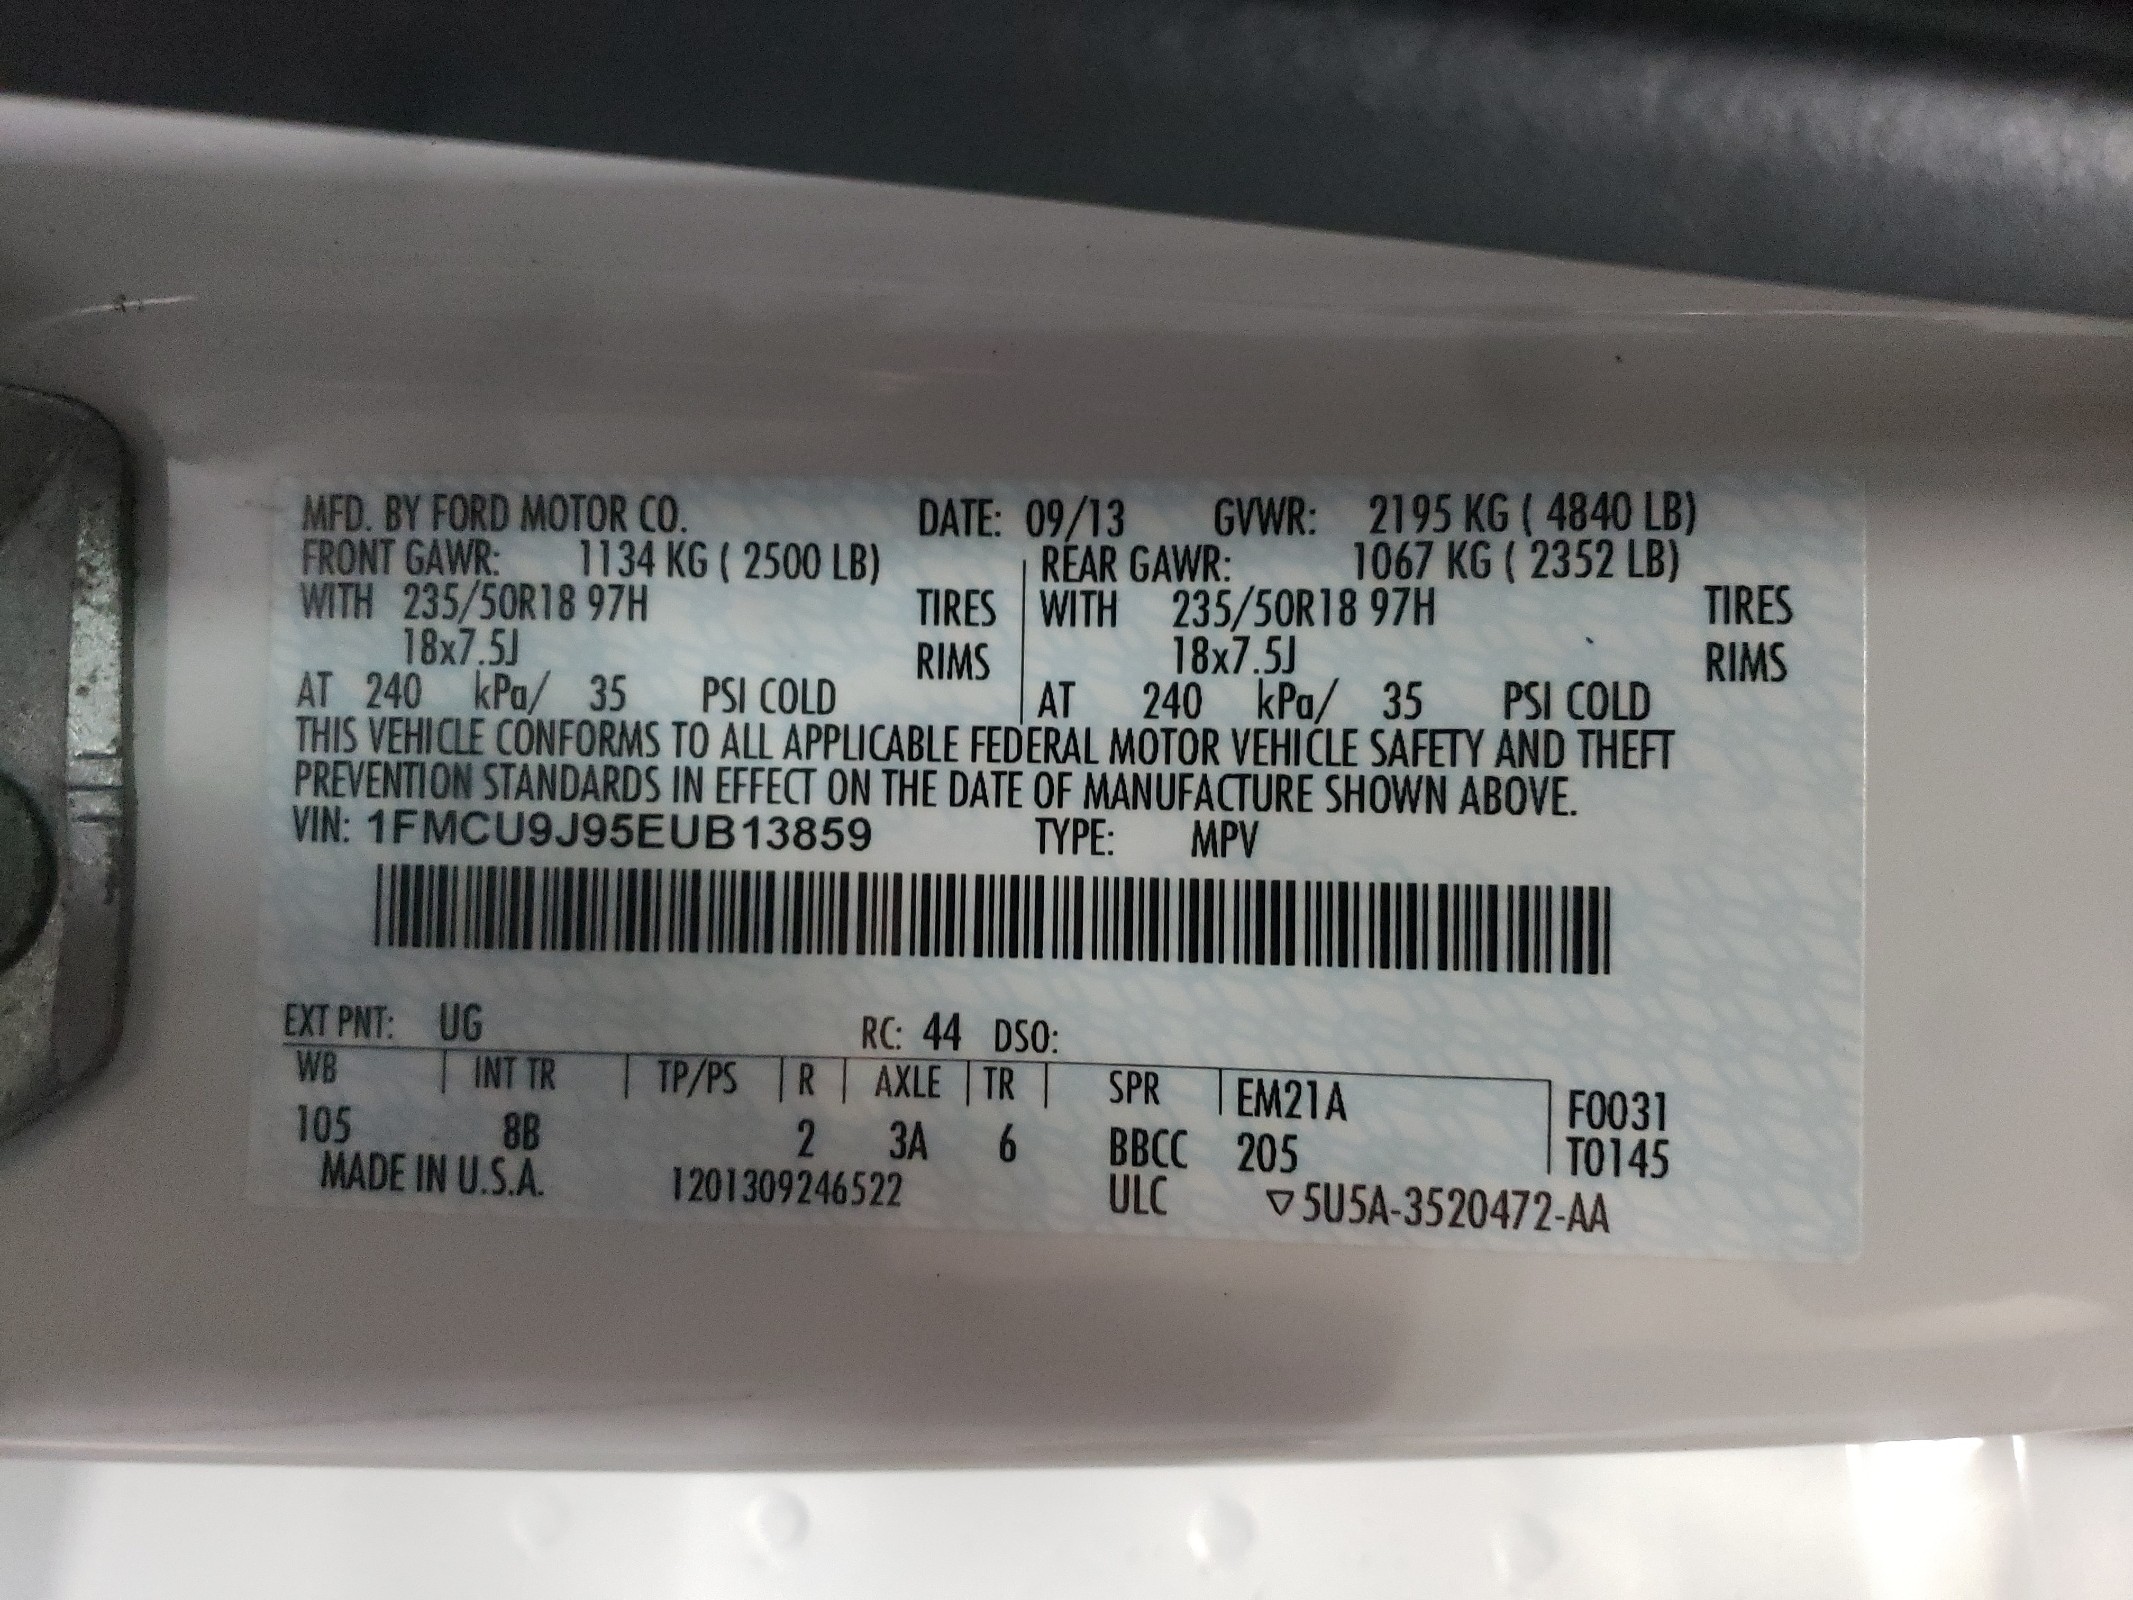 MFD. BY FORD MOTOR CO. DATE: 09/13 GVWR: 2195 KG ( 4840 LB)
FRONT GAWR: 1134 KG ( 2500 LB) REAR GAWR: 1067 KG ( 2352 LB)
WITH 235/50R18 97H TIRES WITH 235/50R18 97H TIRES
18x7.5J RIMS 18x7.5J RIMS
AT 240 kPa/ 35 PSI COLD AT 240 kPa/ 35 PSI COLD
THIS VEHICLE CONFORMS TO ALL APPLICABLE FEDERAL MOTOR VEHICLE SAFETY AND THEFT
PREVENTION STANDARDS IN EFFECT ON THE DATE OF MANUFACTURE SHOWN ABOVE.
VIN: 1FMCU9J95EUB13859 TYPE: MPV
EXT PNT: UG RC: 44 DSO:
WB INT TR TP/PS R AXLE TR SPR EM21A F0031
105 8B 2 3A 6 BBCC 205 T0145
MADE IN U.S.A. 1201309246522 ULC ▽5U5A-3520472-AA